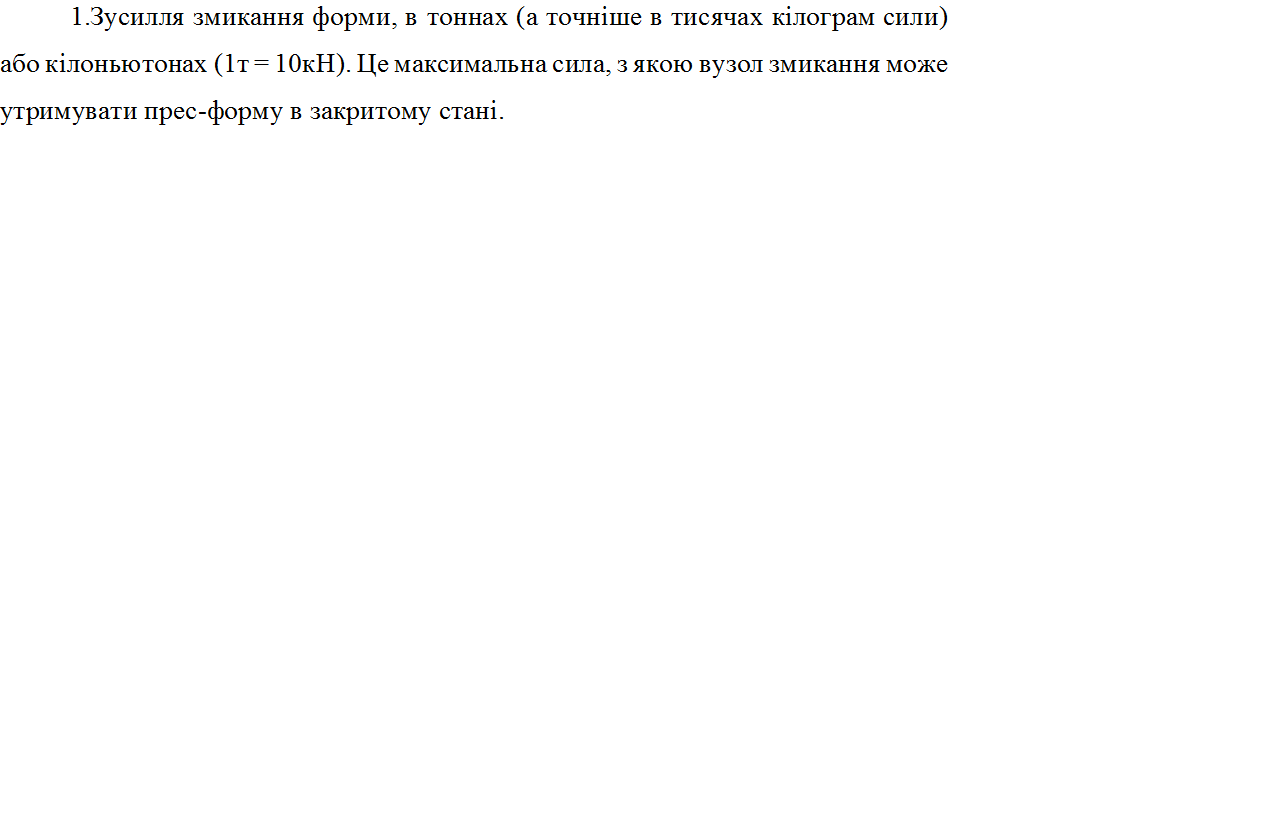 1.Зусилля змикання форми, в тоннах (а точніше в тисячах кілограм сили)
або кілоньютонах (1т = 10кН). Це максимальна сила, з якою вузол змикання може
утримувати прес-форму в закритому стані.